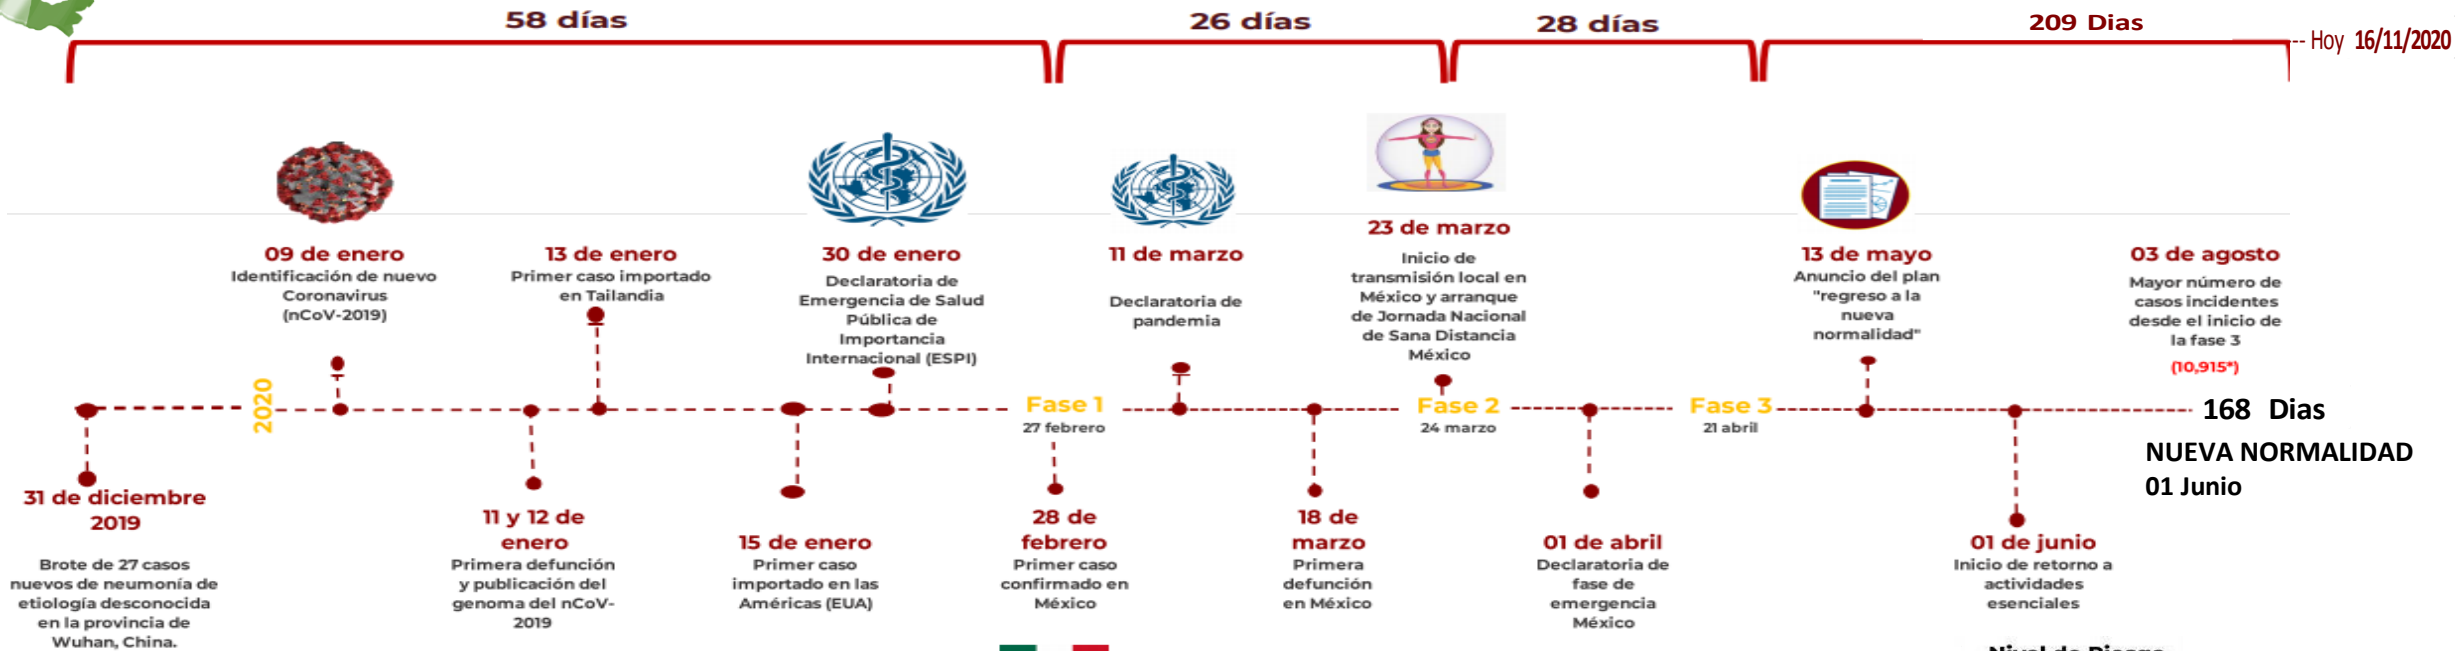 58 días
26 días
28 días
209 Dias
-- Hoy 16/11/2020
09 de enero
Identificación de nuevo
Coronavirus
(nCoV-2019)
13 de enero
Primer caso importado
en Tailandia
30 de enero
Declaratoria de
Emergencia de Salud
Pública de
Importancia
Internacional (ESPI)
11 de marzo
Declaratoria de
pandemia
23 de marzo
Inicio de
transmisión local en
México y arranque
de Jornada Nacional
de Sana Distancia
México
13 de mayo
Anuncio del plan
"regreso a la
nueva
normalidad"
03 de agosto
Mayor número de
casos incidentes
desde el inicio de
la fase 3
(10,915*)
2020
Fase 1
27 febrero
Fase 2
24 marzo
Fase 3
21 abril
168 Dias
NUEVA NORMALIDAD
01 Junio
31 de diciembre
2019
Brote de 27 casos
nuevos de neumonía de
etiología desconocida
en la provincia de
Wuhan, China.
11 y 12 de
enero
Primera defunción
y publicación del
genoma del nCoV-
2019
15 de enero
Primer caso
importado en las
Américas (EUA)
28 de
febrero
Primer caso
confirmado en
México
18 de
marzo
Primera
defunción
en México
01 de abril
Declaratoria de
fase de
emergencia
México
01 de junio
Inicio de retorno a
actividades
esenciales